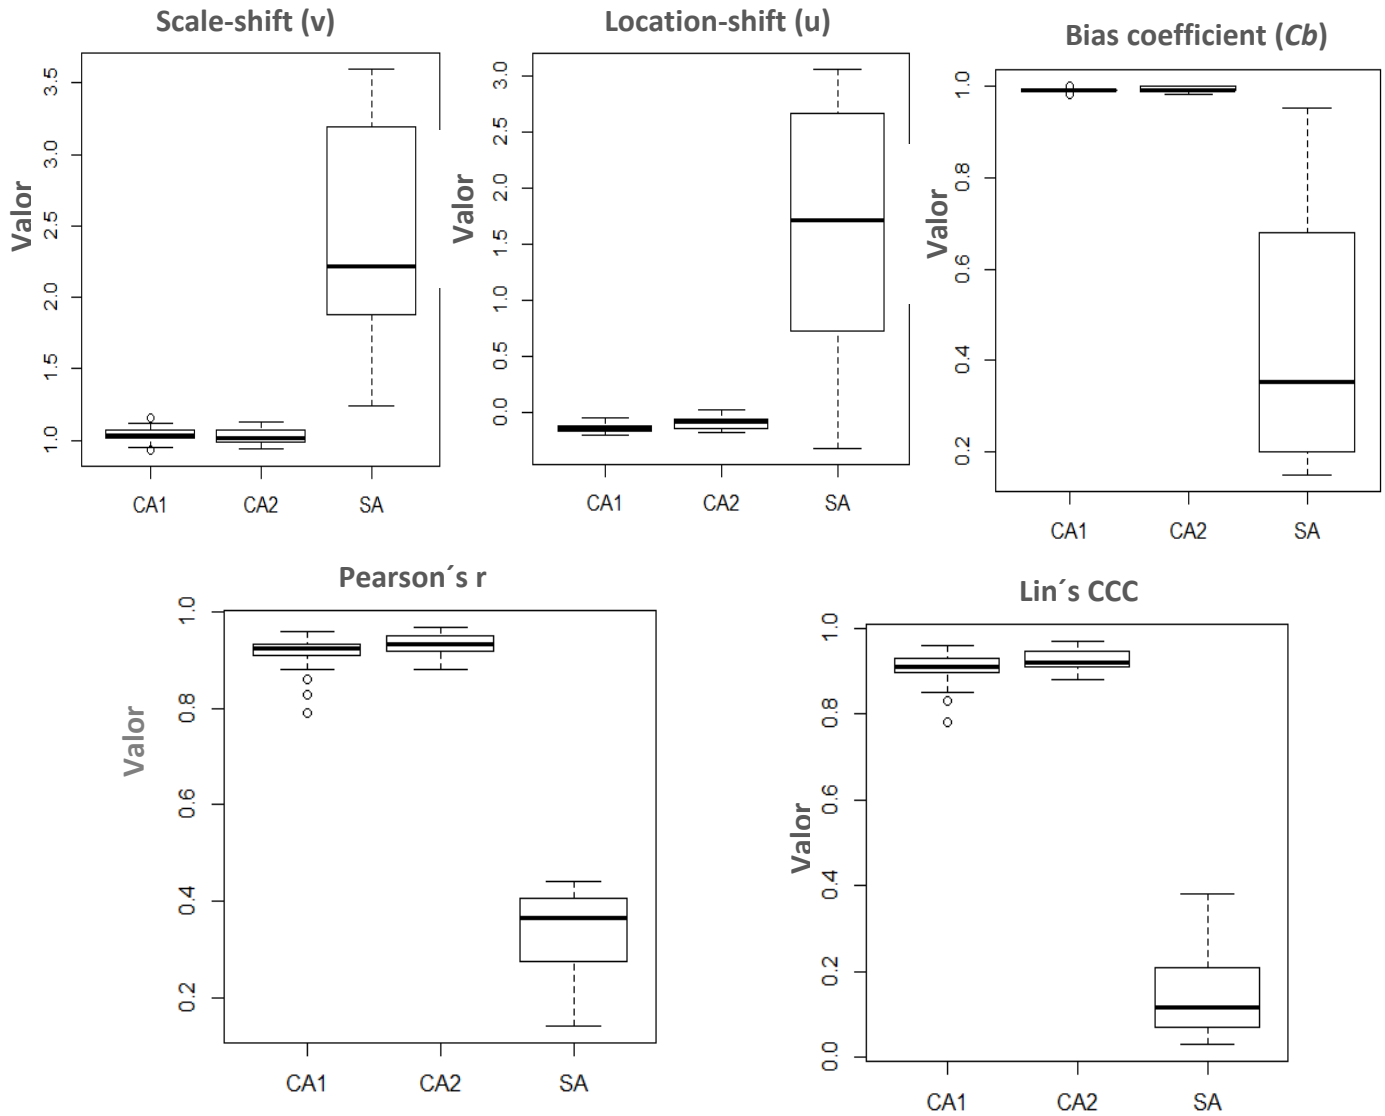 Scale-shift (v)
Valor
3.5
3.0
2.5
2.0
1.5
1.0
CA1 CA2 SA
Location-shift (u)
Valor
3.0
2.5
2.0
1.5
1.0
0.5
0.0
CA1 CA2 SA
Bias coefficient (Cb)
Valor
1.0
0.8
0.6
0.4
0.2
CA1 CA2 SA
Pearson´s r
Valor
1.0
0.8
0.6
0.4
0.2
CA1 CA2 SA
Lin´s CCC
Valor
1.0
0.8
0.6
0.4
0.2
0.0
CA1 CA2 SA